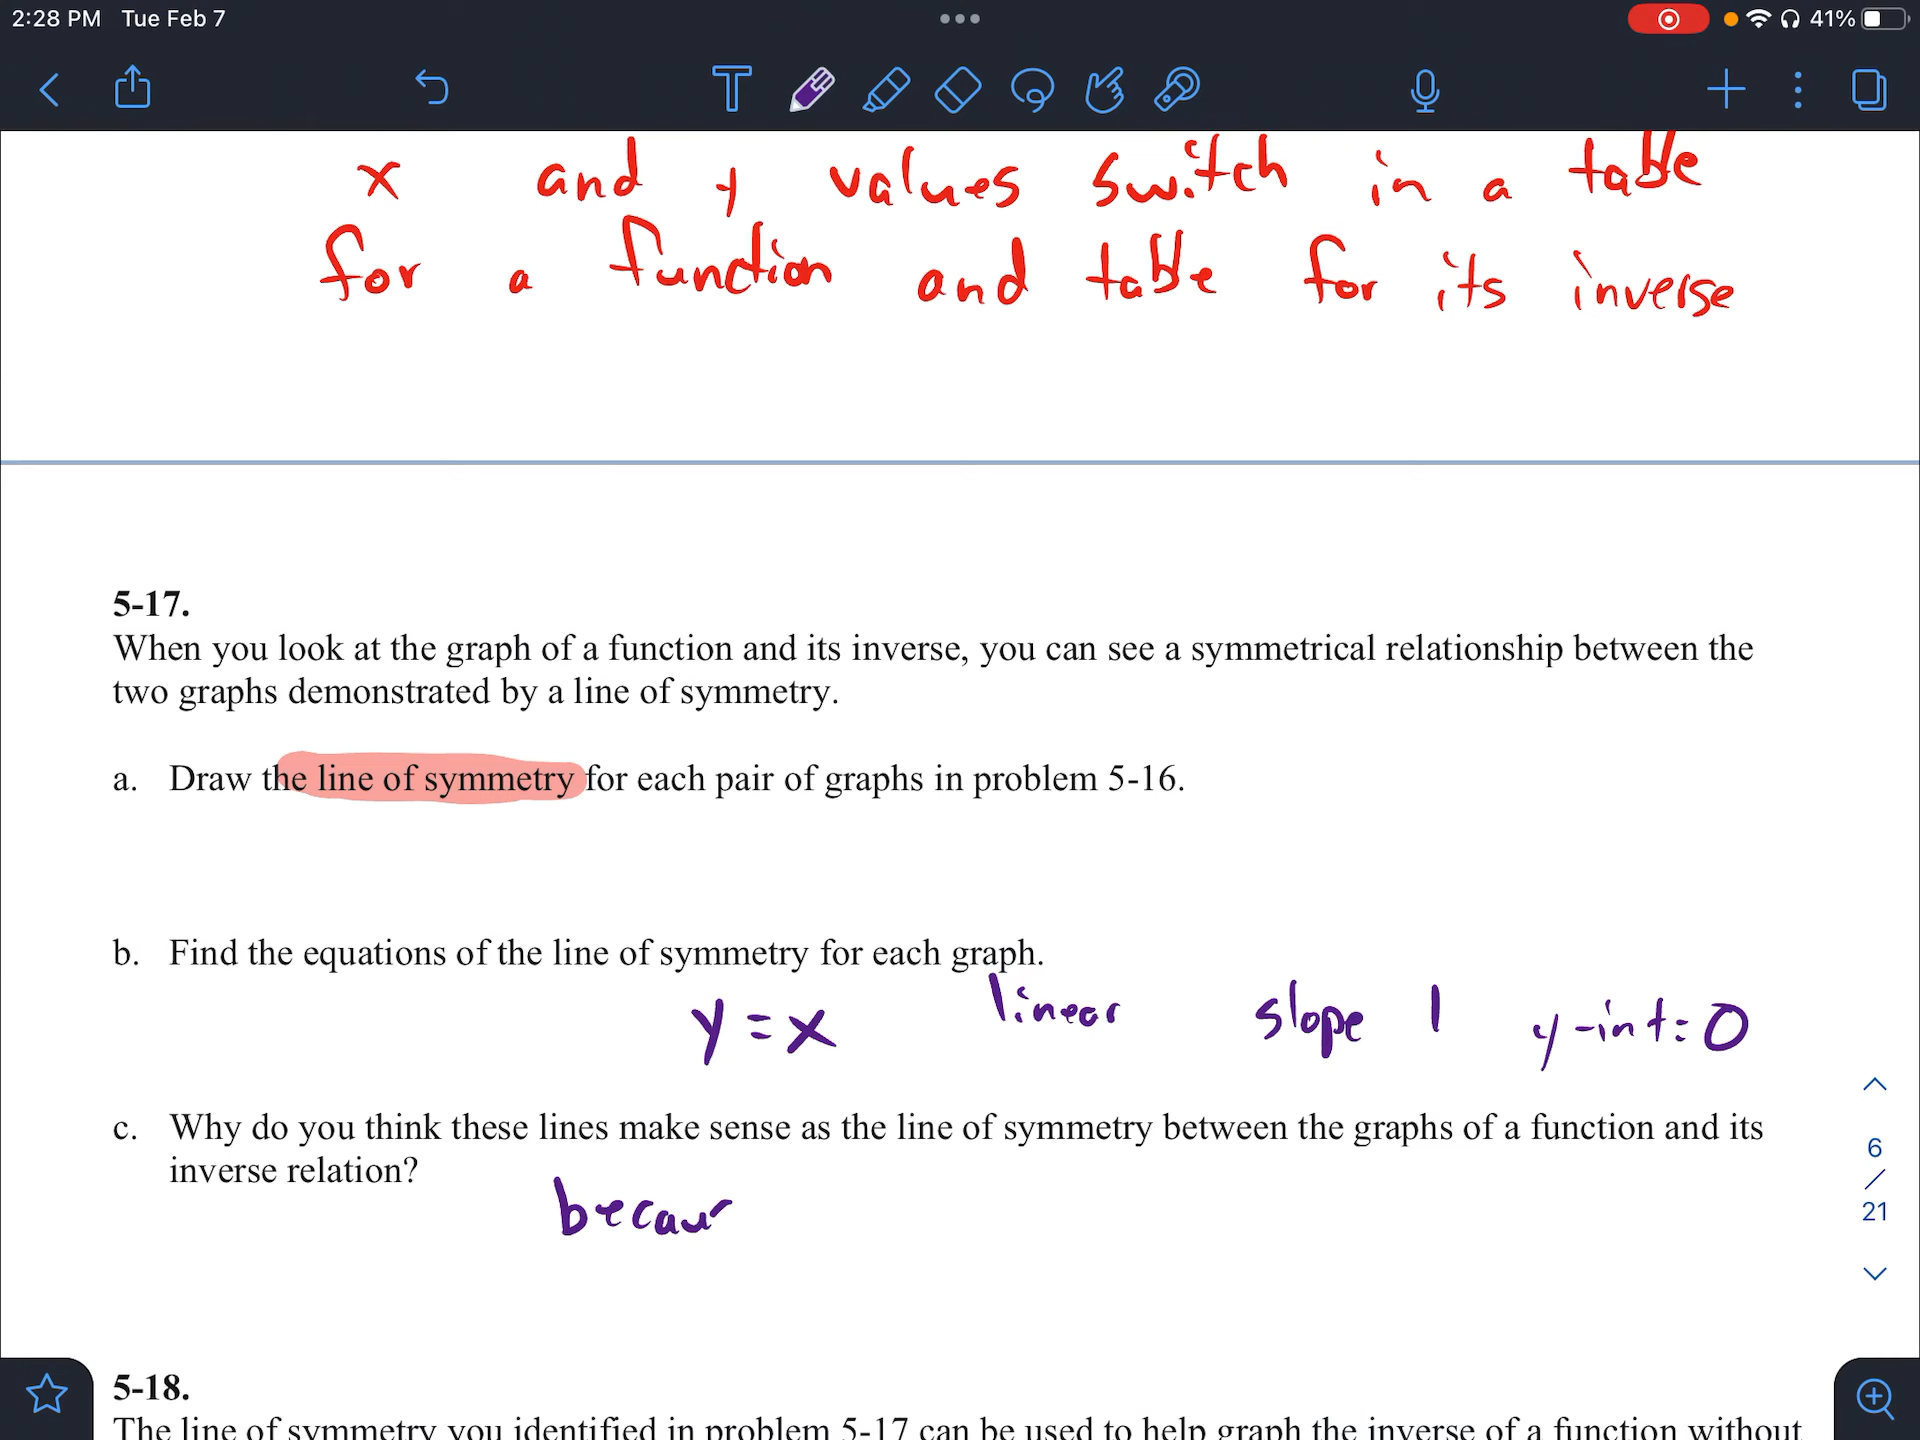 2:28 PM Tue Feb 7
41%
x and y values switch in a table
for a function and table for its inverse
5-17.
When you look at the graph of a function and its inverse, you can see a symmetrical relationship between the
two graphs demonstrated by a line of symmetry.
a. Draw the line of symmetry for each pair of graphs in problem 5-16.
b. Find the equations of the line of symmetry for each graph.
y = x linear slope 1 y-int = 0
c. Why do you think these lines make sense as the line of symmetry between the graphs of a function and its
inverse relation?
becaus
6
/
21
5-18.
The line of symmetry you identified in problem 5-17 can be used to help graph the inverse of a function without